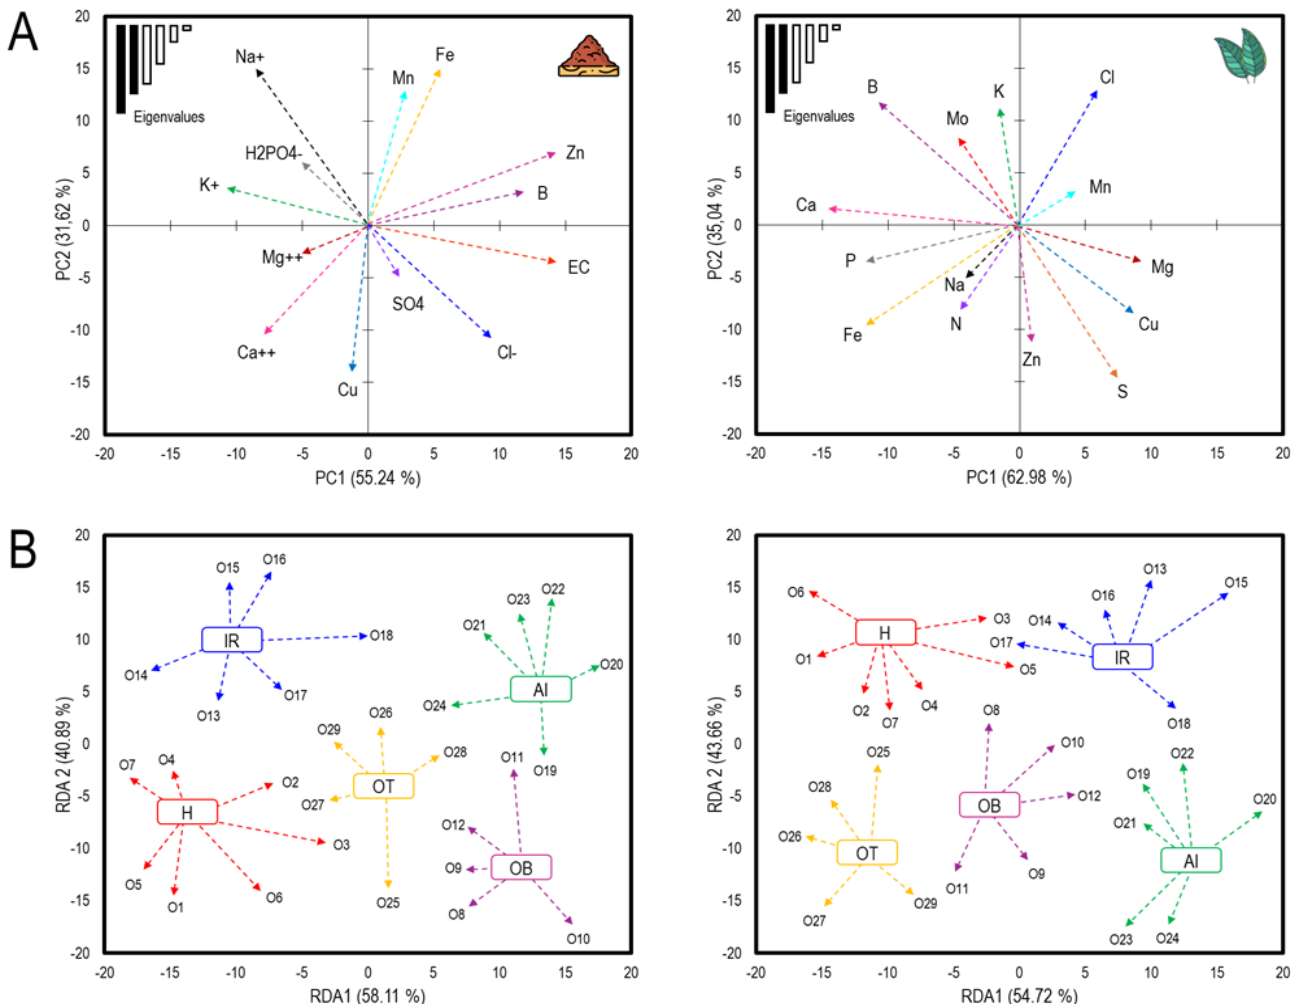 A
20
15
10
5
0
-5
-10
-15
-20
PC2 (31,62 %)
Eigenvalues
Na+
Fe
Mn
H2PO4-
Zn
K+
B
Mg++
EC
SO4
Ca++
Cl-
Cu
-20 -15 -10 -5 0 5 10 15 20
PC1 (55.24 %)
20
15
10
5
0
-5
-10
-15
-20
PC2 (35,04 %)
Eigenvalues
B
K
Cl
Mo
Mn
Ca
P
Mg
Na
N
Cu
Fe
Zn
S
-20 -15 -10 -5 0 5 10 15 20
PC1 (62.98 %)
B
20
15
10
5
0
-5
-10
-15
-20
RDA 2 (40.89 %)
O15
O16
IR
O18
O14
O13
O17
O22
O23
O21
O20
AI
O24
O19
O26
O29
O28
OT
O27
O25
O7
O4
O2
H
O3
O5
O1
O6
O11
O12
O9
OB
O8
O10
-20 -15 -10 -5 0 5 10 15 20
RDA1 (58.11 %)
20
15
10
5
0
-5
-10
-15
-20
RDA 2 (43.66 %)
O6
H
O3
O1
O5
O2
O7
O4
O13
O15
O16
O14
O17
IR
O18
O8
O10
O12
OB
O11
O9
O25
O28
O26
OT
O27
O29
O22
O19
O20
O21
AI
O23
O24
-20 -15 -10 -5 0 5 10 15 20
RDA1 (54.72 %)